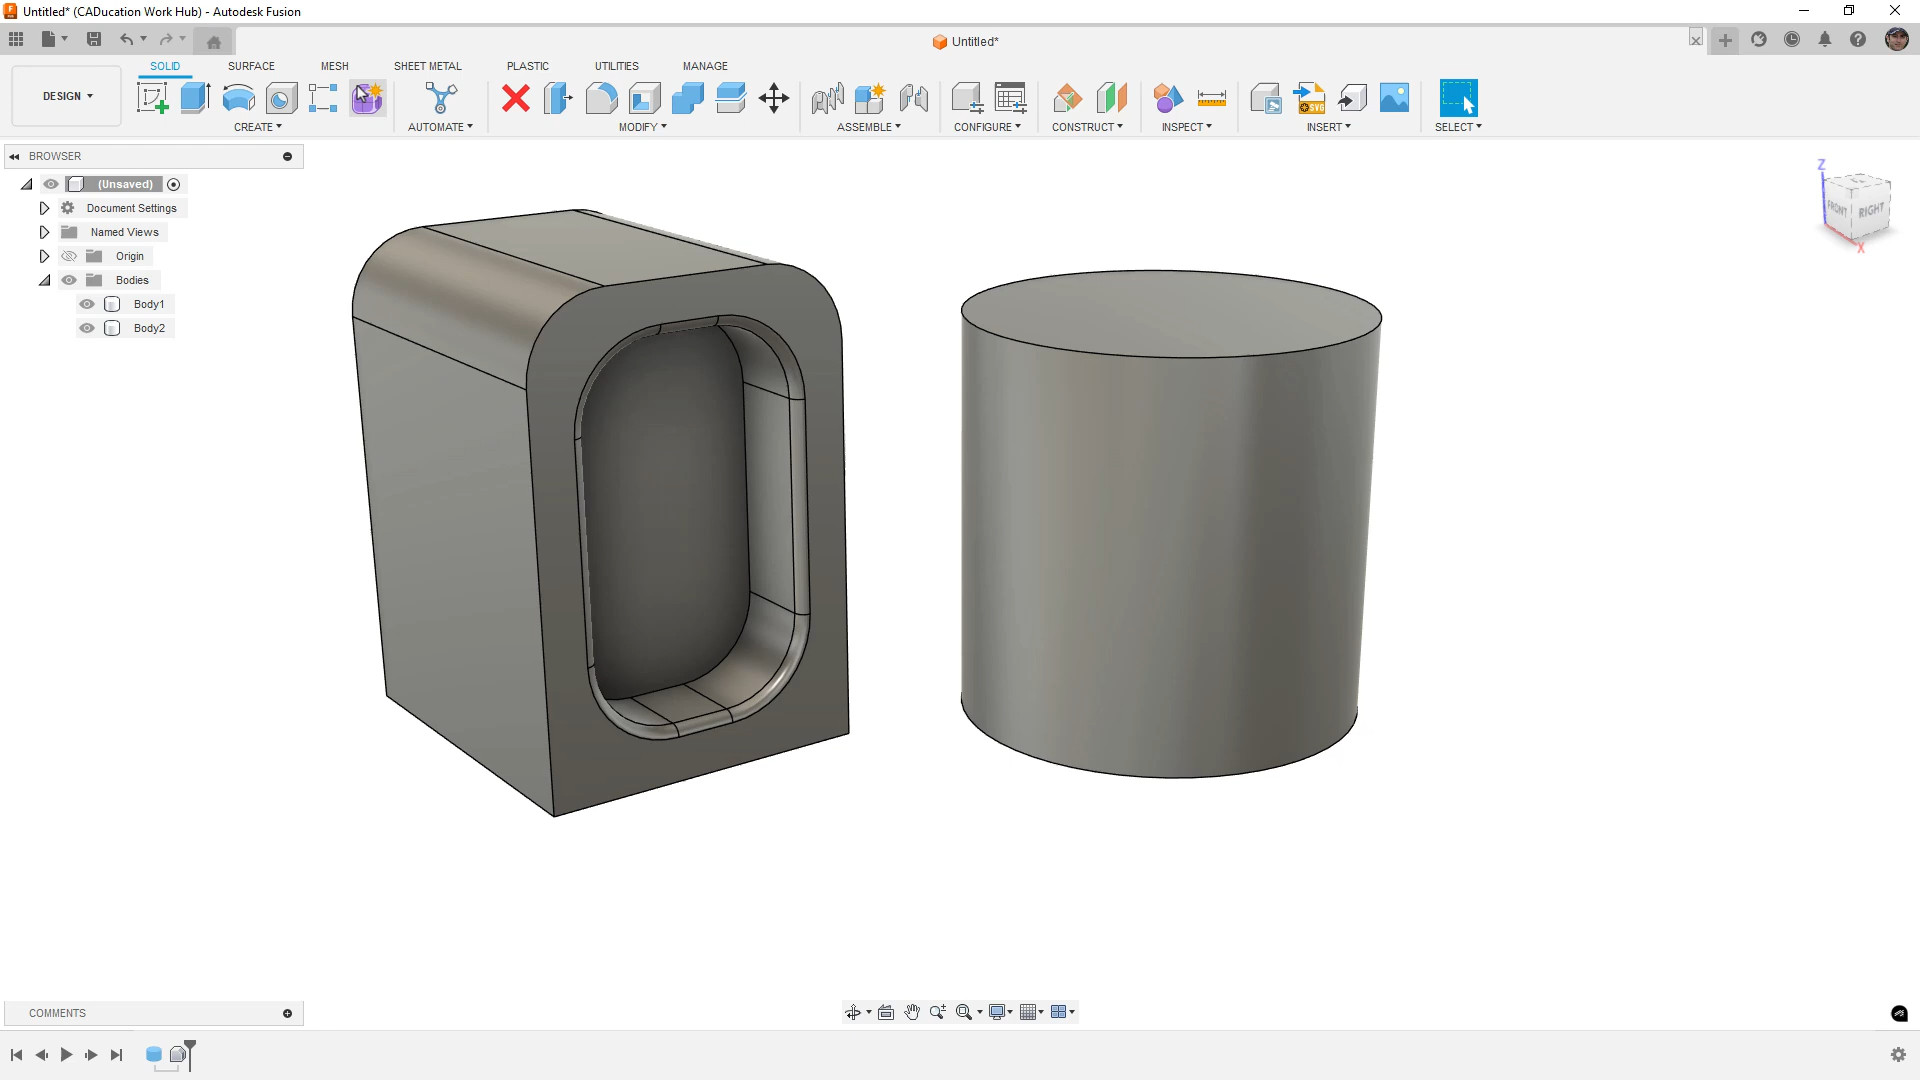 Untitled* (CADucation Work Hub) - Autodesk Fusion
Untitled*
SOLID SURFACE MESH SHEET METAL PLASTIC UTILITIES MANAGE
DESIGN
CREATE AUTOMATE MODIFY ASSEMBLE CONFIGURE CONSTRUCT INSPECT INSERT SELECT
SVG
BROWSER
(Unsaved)
Document Settings
Named Views
Origin
Bodies
Body1
Body2
Z
FRONT RIGHT
X
COMMENTS